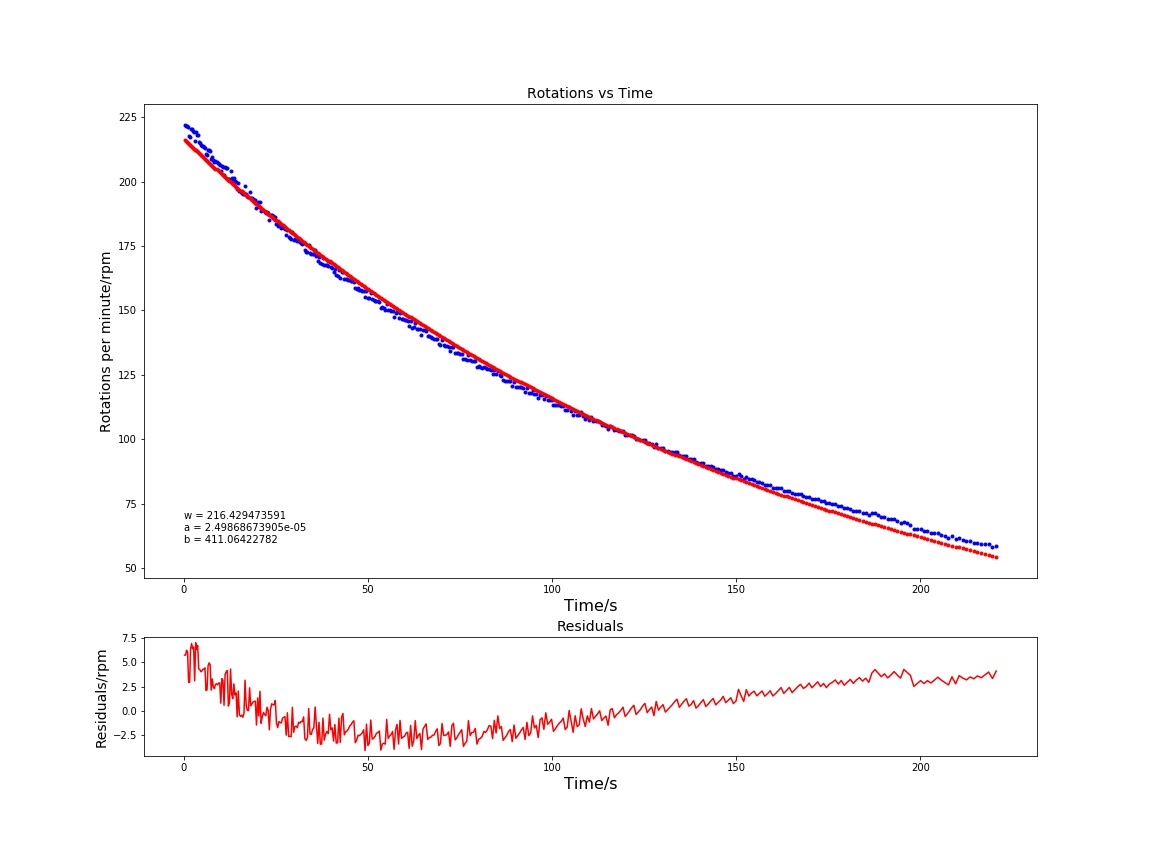 Rotations vs Time
Rotations per minute/rpm
225
200
175
150
125
100
75
50
w = 216.429473591
a = 2.49868673905e-05
b = 411.06422782
0 50 100 150 200
Time/s
Residuals
Residuals/rpm
7.5
5.0
2.5
0.0
−2.5
0 50 100 150 200
Time/s